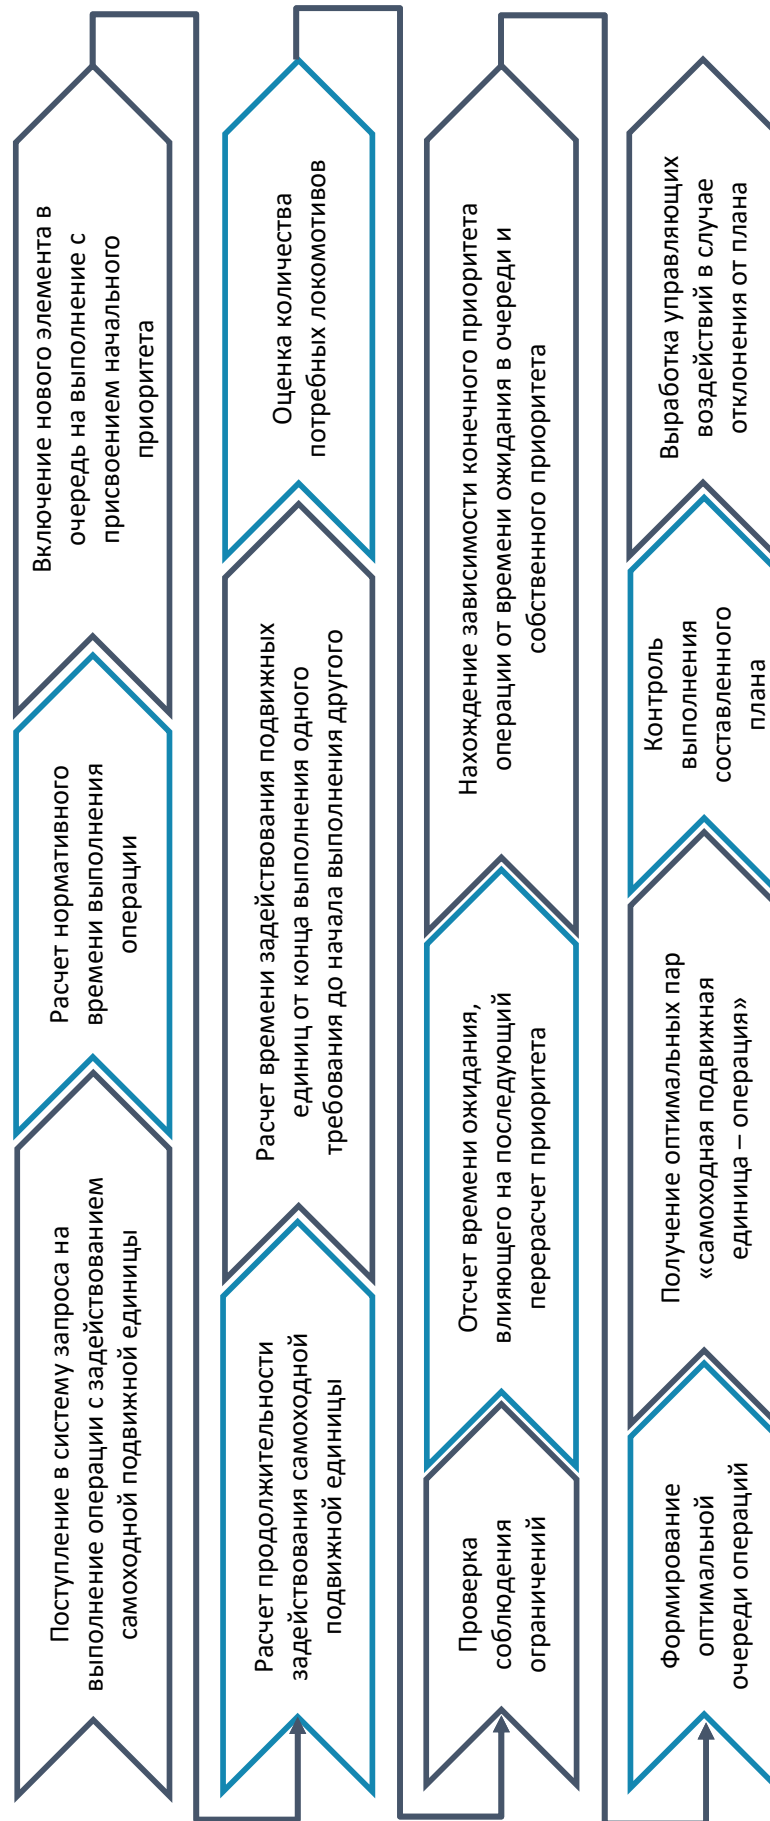 Поступление в систему запроса на
выполнение операции с задействованием
самоходной подвижной единицы
Расчет нормативного
времени выполнения
операции
Включение нового элемента в
очередь на выполнение с
присвоением начального
приоритета
Расчет продолжительности
задействования самоходной
подвижной единицы
Расчет времени задействования подвижных
единиц от конца выполнения одного
требования до начала выполнения другого
Оценка количества
потребных локомотивов
Проверка
соблюдения
ограничений
Отсчет времени ожидания,
влияющего на последующий
перерасчет приоритета
Нахождение зависимости конечного приоритета
операции от времени ожидания в очереди и
собственного приоритета
Формирование
оптимальной
очереди операций
Получение оптимальных пар
«самоходная подвижная
единица – операция»
Контроль
выполнения
составленного
плана
Выработка управляющих
воздействий в случае
отклонения от плана